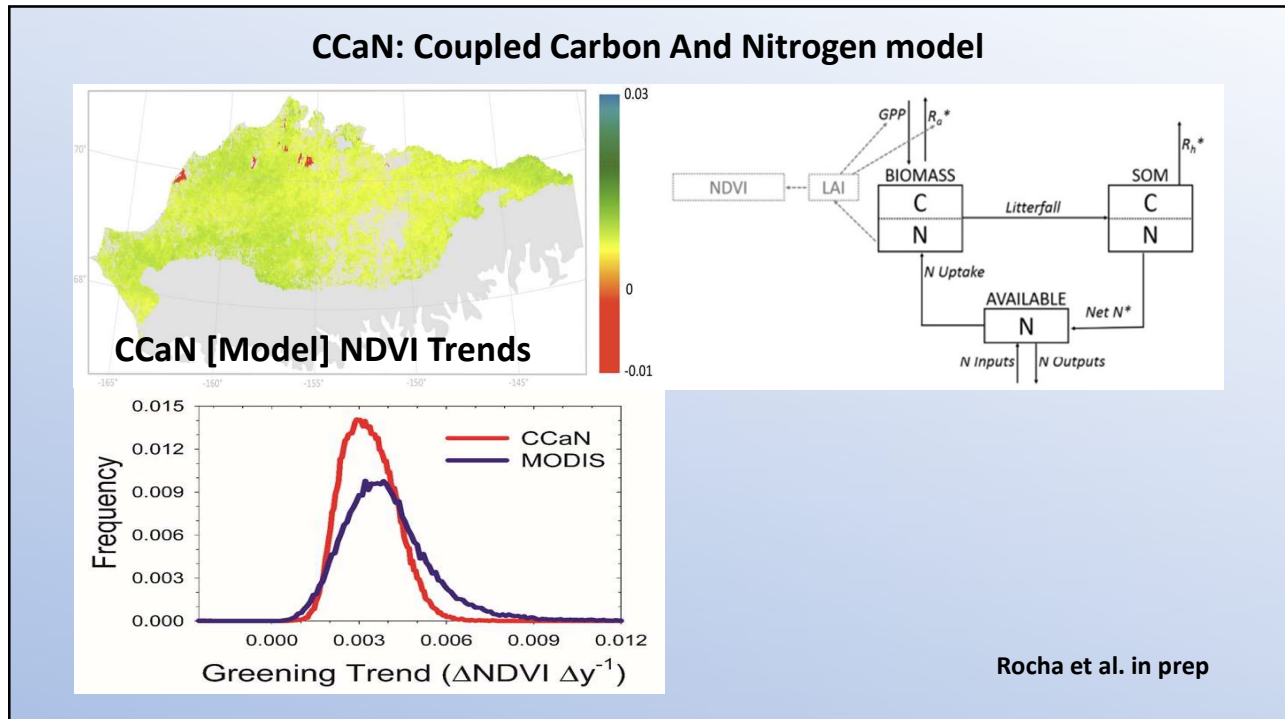 CCaN: Coupled Carbon And Nitrogen model
70°
68°
-165°
-160°
-155°
-150°
-145°
CCaN [Model] NDVI Trends
0.03
0
-0.01
GPP
Ra*
Rh*
NDVI
LAI
BIOMASS
C
N
Litterfall
SOM
C
N
N Uptake
AVAILABLE
N
Net N*
N Inputs
N Outputs
0.015
0.012
0.009
0.006
0.003
0.000
Frequency
CCaN
MODIS
0.000 0.003 0.006 0.009 0.012
Greening Trend (ΔNDVI Δy⁻¹)
Rocha et al. in prep